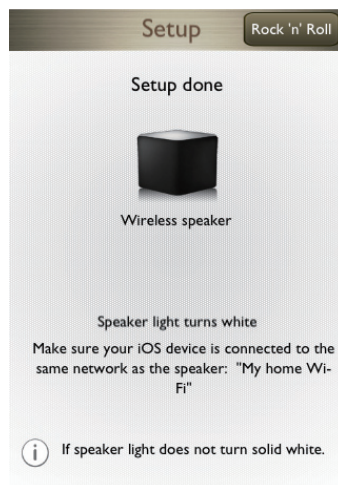 Setup
Rock 'n' Roll
Setup done
Wireless speaker
Speaker light turns white
Make sure your iOS device is connected to the
same network as the speaker: "My home Wi-
Fi"
i
If speaker light does not turn solid white.